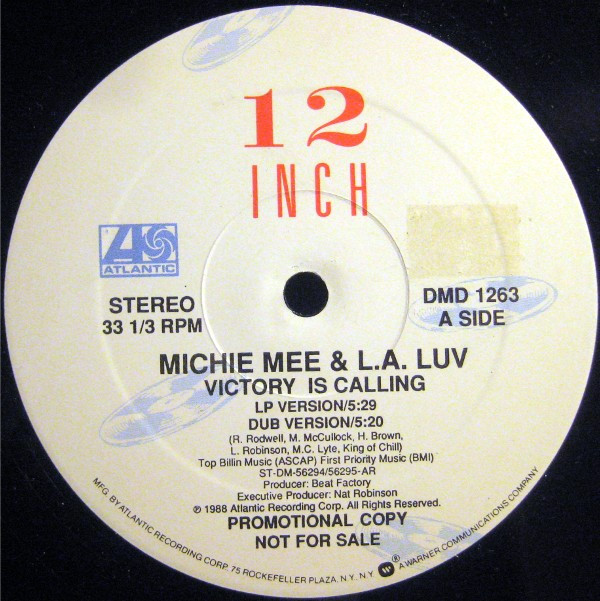 12
INCH
ATLANTIC
STEREO
33 1/3 RPM
DMD 1263
A SIDE
MICHIE MEE & L.A. LUV
VICTORY IS CALLING
LP VERSION/5:29
DUB VERSION/5:20
(R. Rodwell, M. McCullock, H. Brown,
L. Robinson, M.C. Lyte, King of Chill)
Top Billin Music (ASCAP) First Priority Music (BMI)
ST-DM-56294/56295-AR
Producer: Beat Factory
Executive Producer: Nat Robinson
℗ 1988 Atlantic Recording Corp. All Rights Reserved.
PROMOTIONAL COPY
NOT FOR SALE
MFG. BY ATLANTIC RECORDING CORP. 75 ROCKEFELLER PLAZA, N.Y. N.Y. ® A WARNER COMMUNICATIONS COMPANY